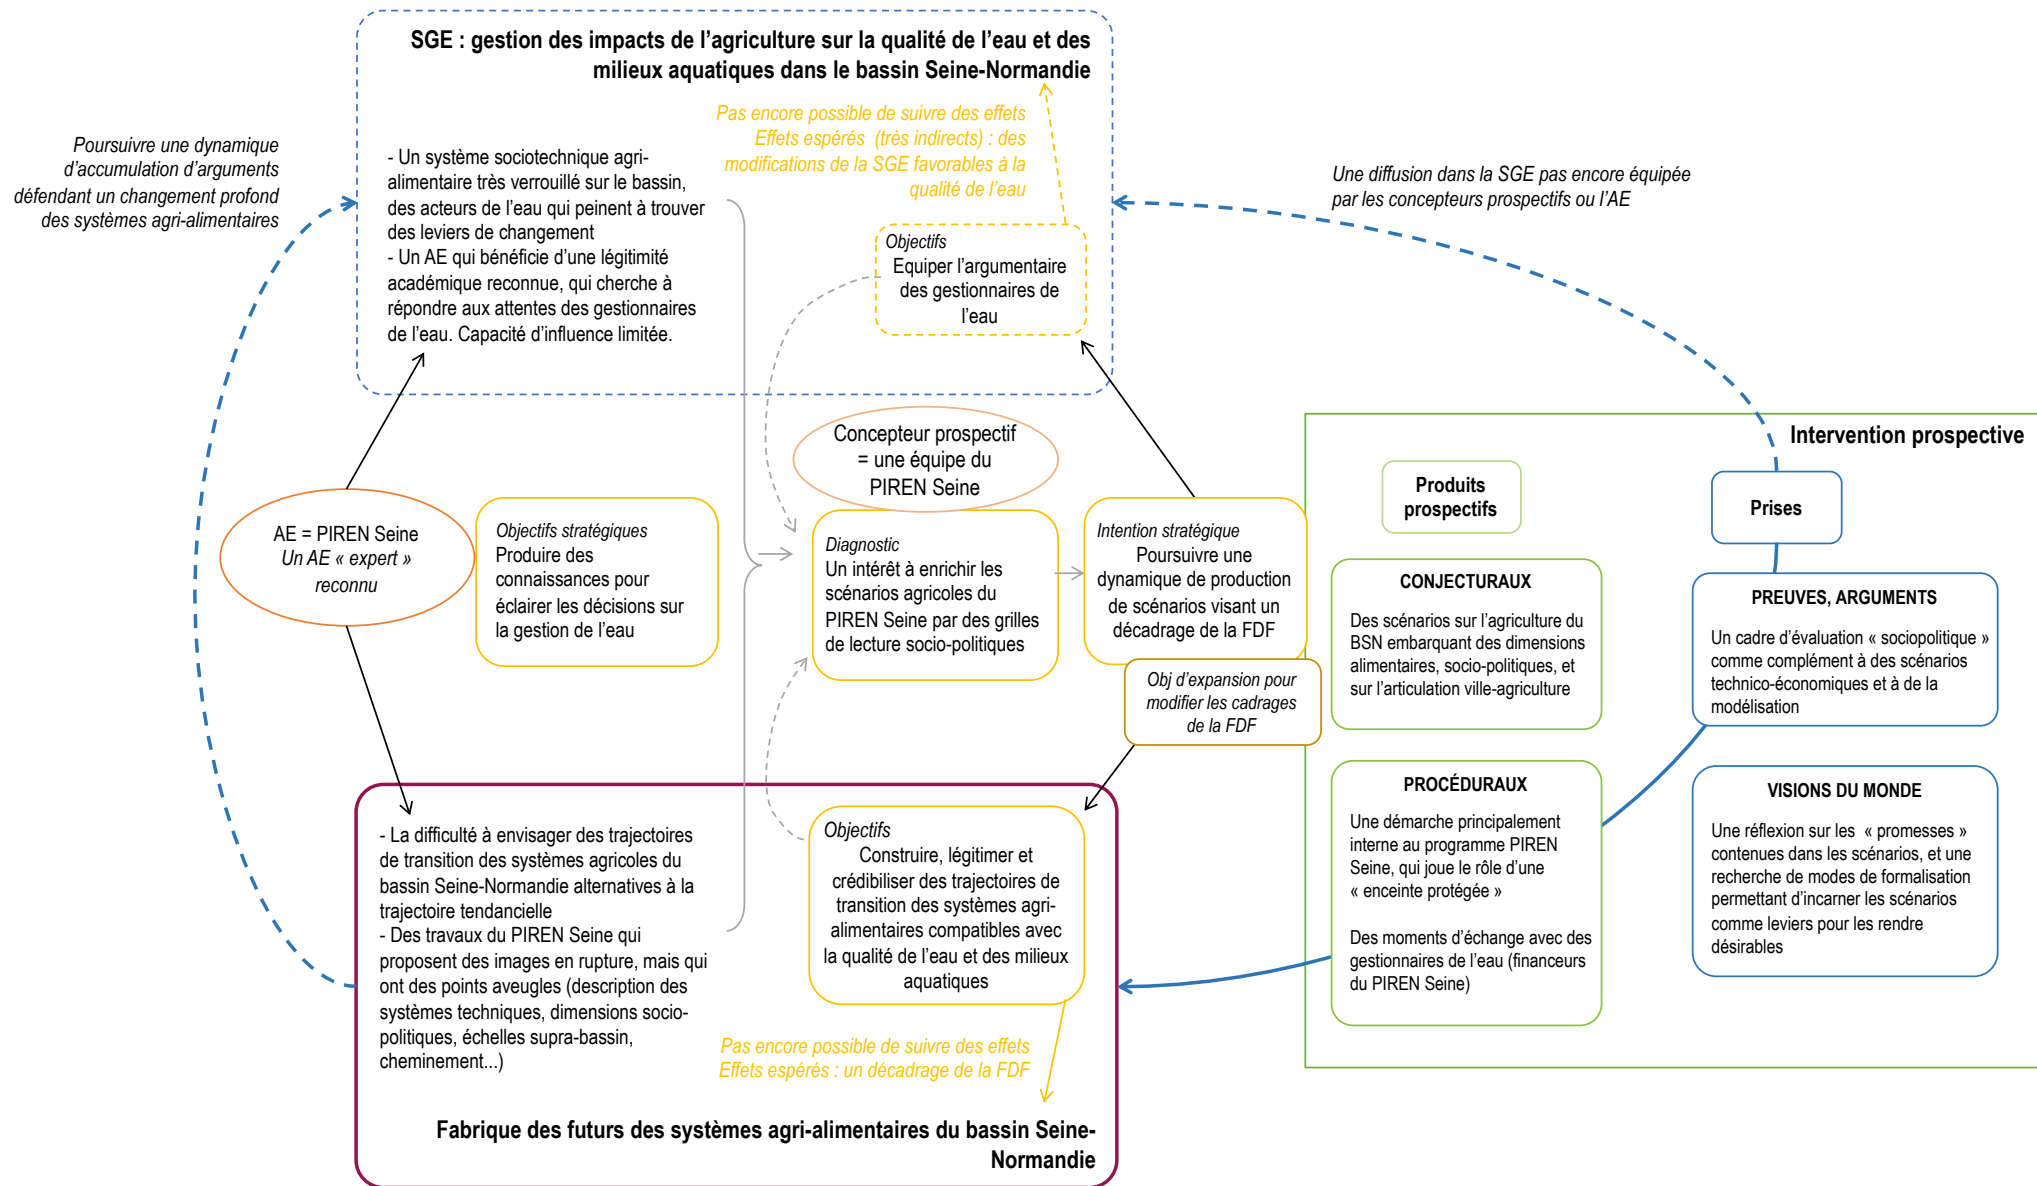 SGE : gestion des impacts de l’agriculture sur la qualité de l’eau et des
milieux aquatiques dans le bassin Seine-Normandie
Pas encore possible de suivre des effets
Effets espérés (très indirects) : des
modifications de la SGE favorables à la
qualité de l’eau
Poursuivre une dynamique
d’accumulation d’arguments
défendant un changement profond
des systèmes agri-alimentaires
- Un système sociotechnique agri-
alimentaire très verrouillé sur le bassin,
des acteurs de l’eau qui peinent à trouver
des leviers de changement
- Un AE qui bénéficie d’une légitimité
académique reconnue, qui cherche à
répondre aux attentes des gestionnaires
de l’eau. Capacité d’influence limitée.
Une diffusion dans la SGE pas encore équipée
par les concepteurs prospectifs ou l’AE
Objectifs
Equiper l’argumentaire
des gestionnaires de
l’eau
Concepteur prospectif
= une équipe du
PIREN Seine
AE = PIREN Seine
Un AE « expert »
reconnu
Objectifs stratégiques
Produire des
connaissances pour
éclairer les décisions sur
la gestion de l’eau
Diagnostic
Un intérêt à enrichir les
scénarios agricoles du
PIREN Seine par des grilles
de lecture socio-politiques
Intention stratégique
Poursuivre une
dynamique de production
de scénarios visant un
décadrage de la FDF
Obj d’expansion pour
modifier les cadrages
de la FDF
Intervention prospective
Produits
prospectifs
Prises
CONJECTURAUX
Des scénarios sur l’agriculture du
BSN embarquant des dimensions
alimentaires, socio-politiques, et
sur l’articulation ville-agriculture
PREUVES, ARGUMENTS
Un cadre d’évaluation « sociopolitique »
comme complément à des scénarios
technico-économiques et à de la
modélisation
PROCÉDURAUX
Une démarche principalement
interne au programme PIREN
Seine, qui joue le rôle d’une
« enceinte protégée »
Des moments d’échange avec des
gestionnaires de l’eau (financeurs
du PIREN Seine)
VISIONS DU MONDE
Une réflexion sur les « promesses »
contenues dans les scénarios, et une
recherche de modes de formalisation
permettant d’incarner les scénarios
comme leviers pour les rendre
désirables
- La difficulté à envisager des trajectoires
de transition des systèmes agricoles du
bassin Seine-Normandie alternatives à la
trajectoire tendancielle
- Des travaux du PIREN Seine qui
proposent des images en rupture, mais qui
ont des points aveugles (description des
systèmes techniques, dimensions socio-
politiques, échelles supra-bassin,
cheminement...)
Objectifs
Construire, légitimer et
crédibiliser des trajectoires de
transition des systèmes agri-
alimentaires compatibles avec
la qualité de l’eau et des milieux
aquatiques
Pas encore possible de suivre des effets
Effets espérés : un décadrage de la FDF
Fabrique des futurs des systèmes agri-alimentaires du bassin Seine-
Normandie